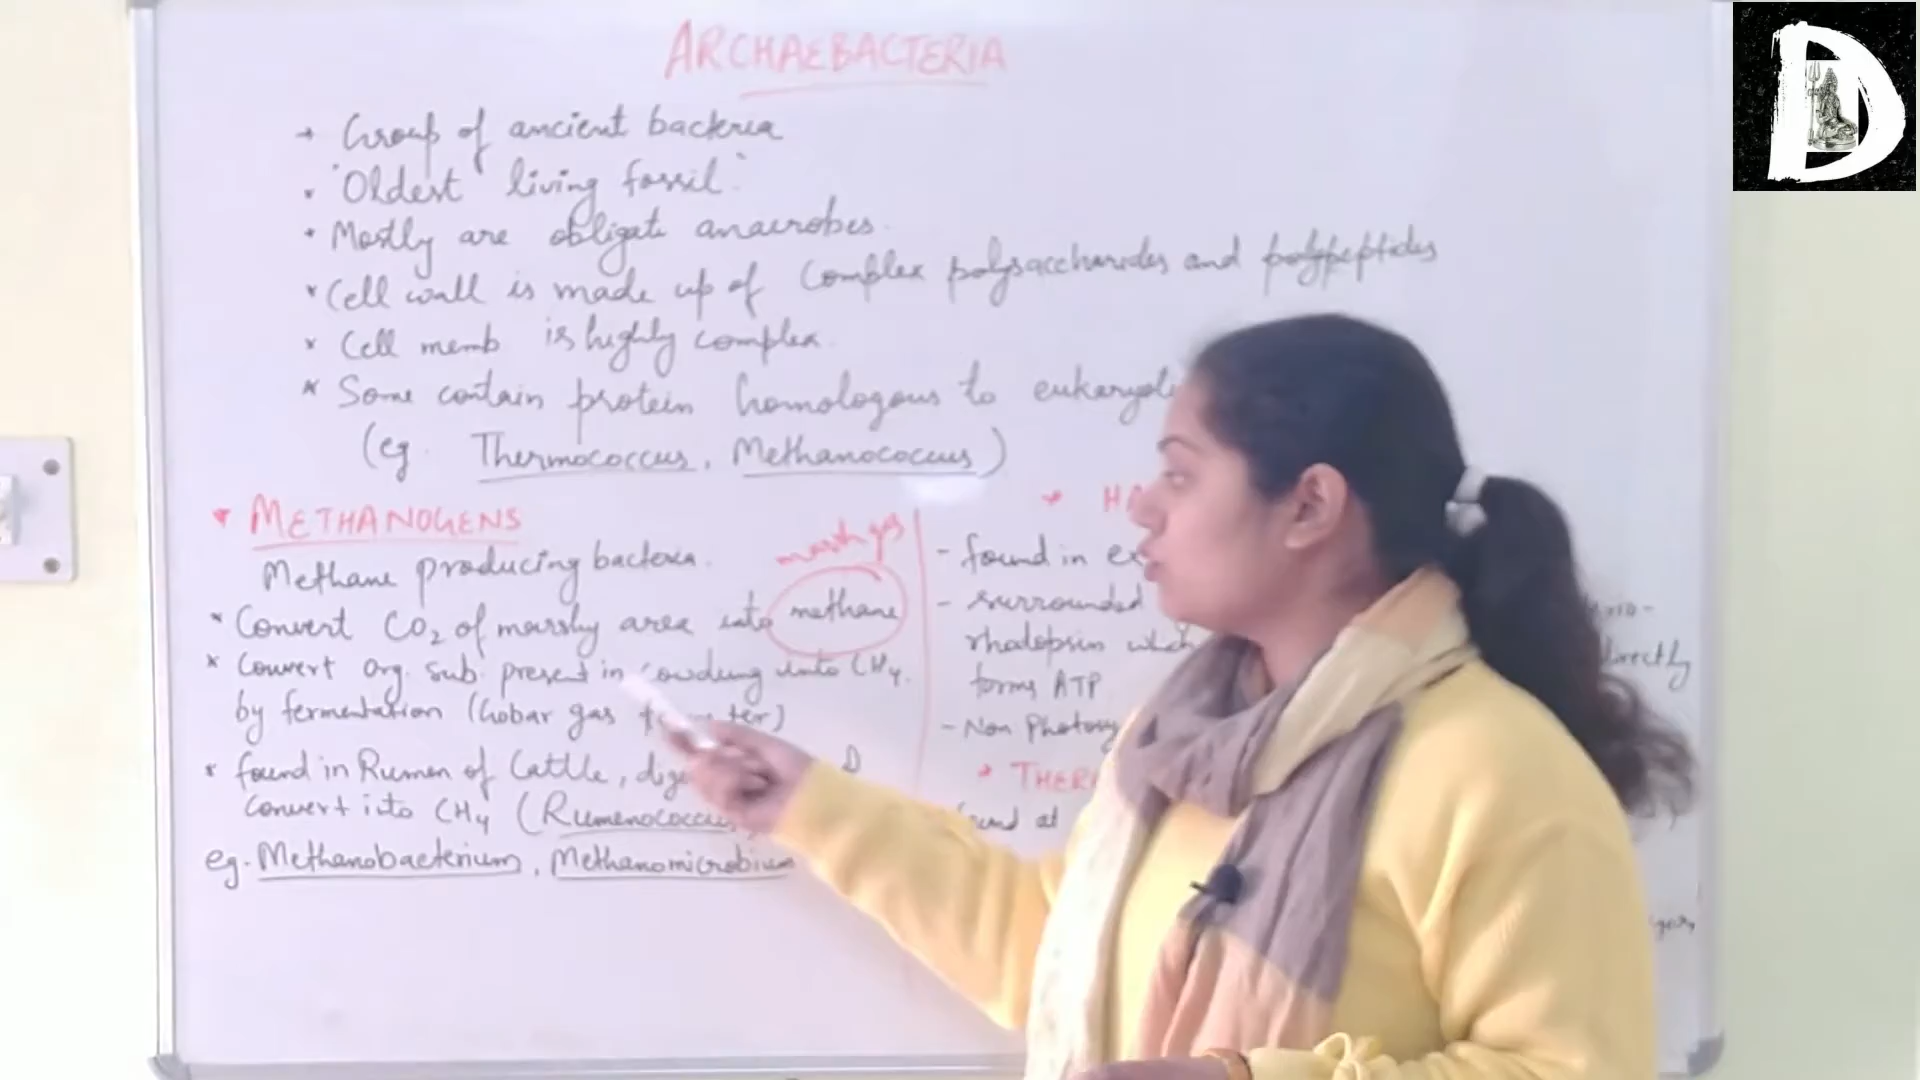 ARCHAEBACTERIA
→ Group of ancient bacteria
• "Oldest living fossil".
* Mostly are obligate anaerobes.
* Cell wall is made up of Complex polysaccharides and polypeptides
* Cell memb is highly complex.
* Some contain protein homologous to
(eg. Thermococcus, Methanococcus)
* METHANOGENS
Methane producing bacteria.
marsh gas
* Convert CO2 of marshy area into methane
* Convert org. sub. present in cowdung into CH4.
by fermentation (Gobar gas
* found in Rumen of Cattle,
Convert into CH4 (Rumenococcus
eg. Methanobacterium, Methanomicrobium
- found in
- surrounded
rhodopsin which
directly
forms ATP
- Non
found at
D